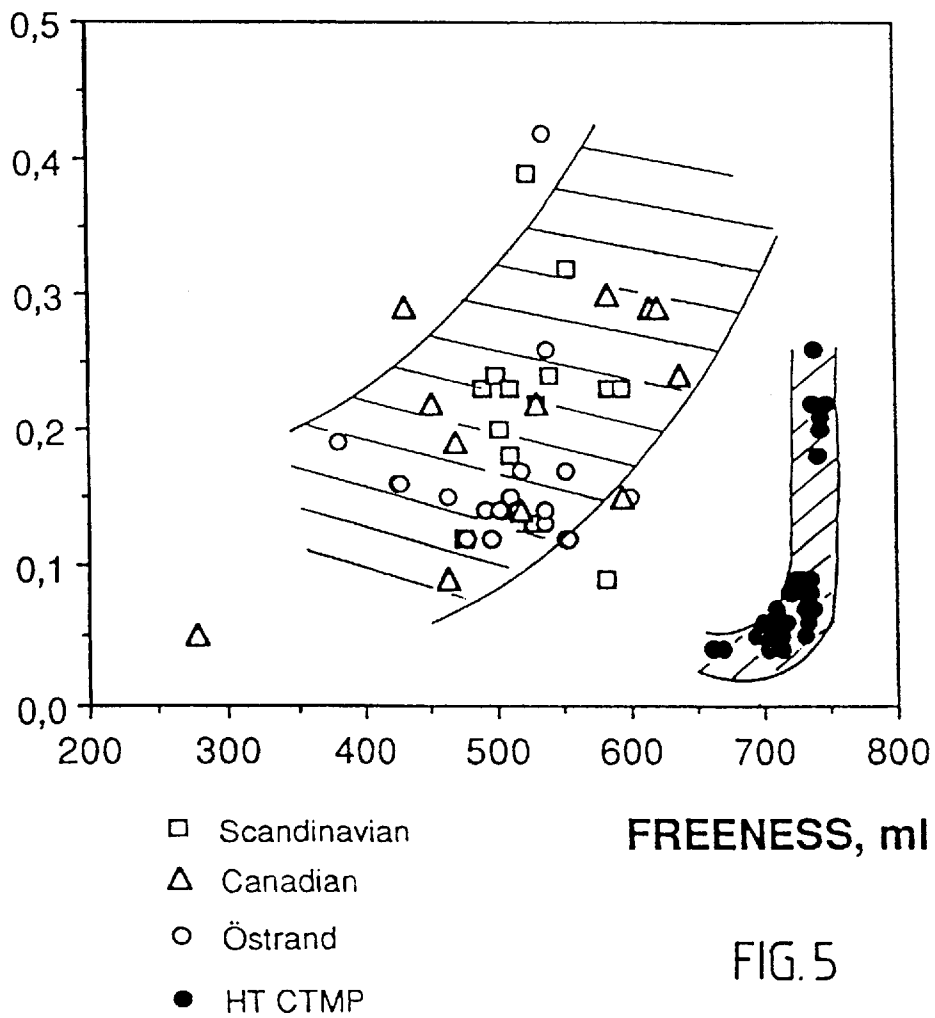 0,5
0,4
0,3
0,2
0,1
0,0
200 300 400 500 600 700 800
FREENESS, ml
Scandinavian
Canadian
Östrand
HT CTMP
FIG. 5